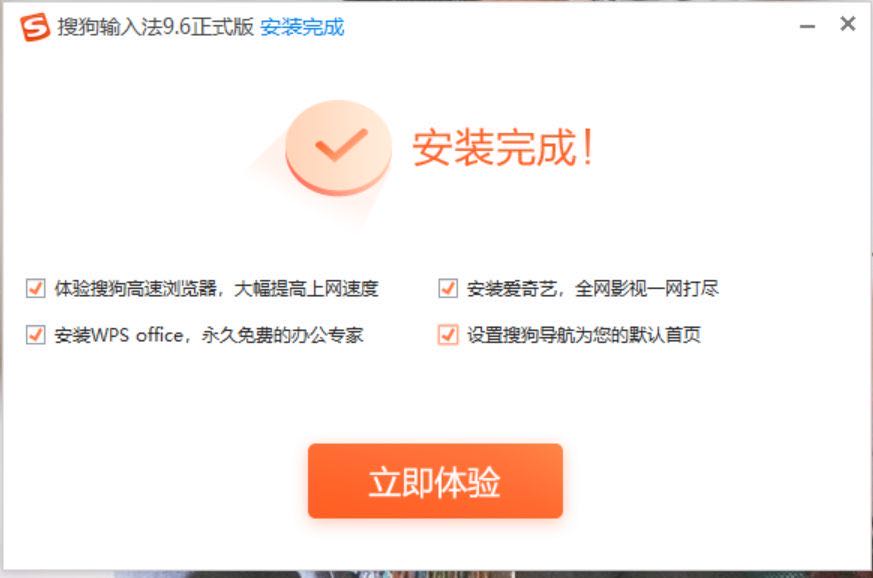 搜狗输入法9.6正式版 安装完成
安装完成！
体验搜狗高速浏览器，大幅提高上网速度
安装爱奇艺，全网影视一网打尽
安装WPS office，永久免费的办公专家
设置搜狗导航为您的默认首页
立即体验